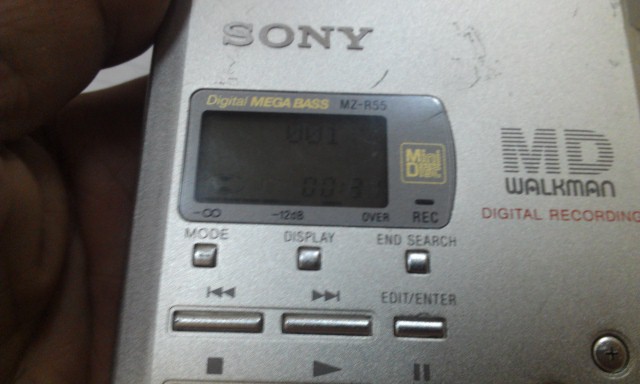 SONY
Digital MEGA BASS MZ-R55
001
Mini Disc
MD
WALKMAN
DIGITAL RECORDING
-∞ -12dB OVER REC
MODE DISPLAY END SEARCH
EDIT/ENTER